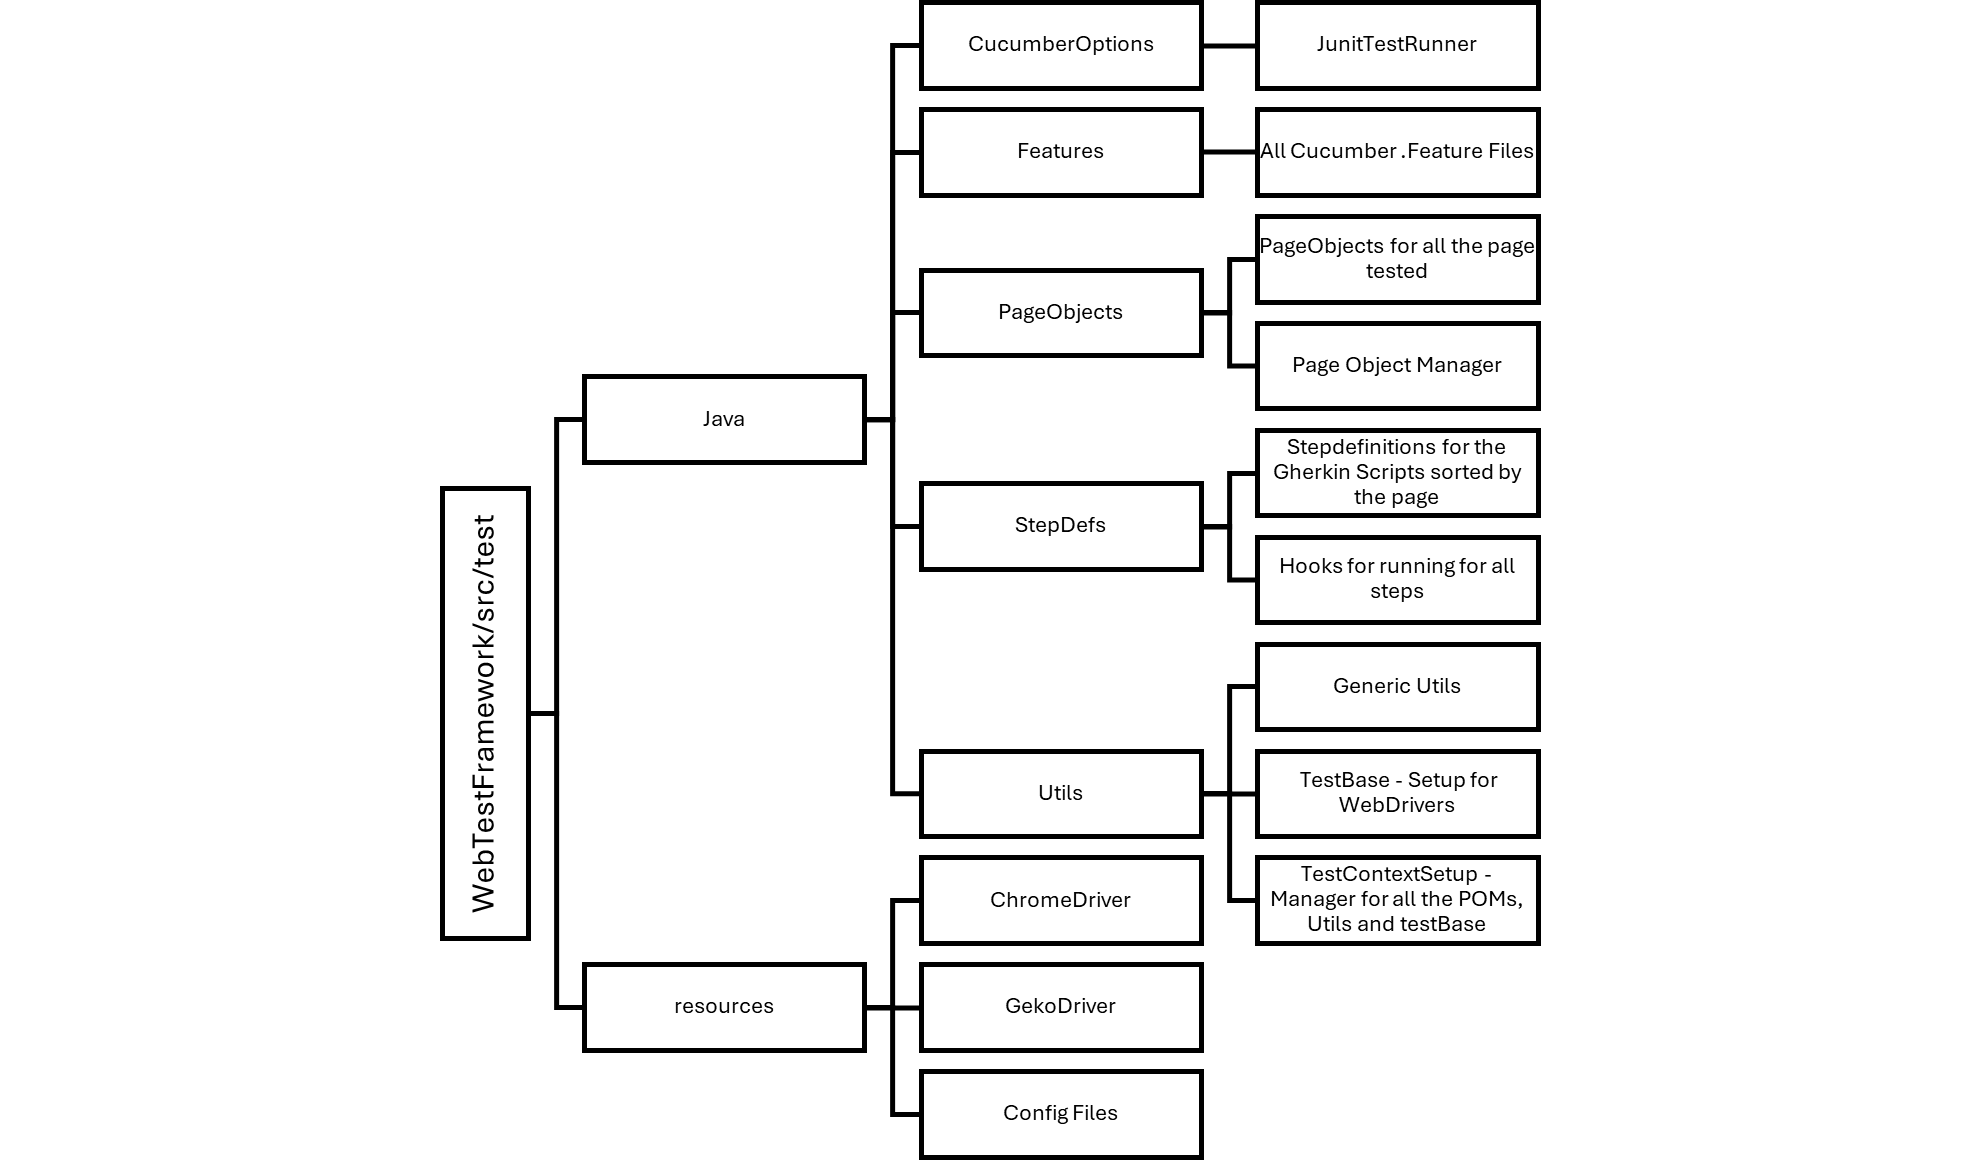 WebTestFramework/src/test
Java
CucumberOptions
JunitTestRunner
Features
All Cucumber .Feature Files
PageObjects
PageObjects for all the page
tested
Page Object Manager
StepDefs
Stepdefinitions for the
Gherkin Scripts sorted by
the page
Hooks for running for all
steps
Utils
Generic Utils
TestBase - Setup for
WebDrivers
TestContextSetup -
Manager for all the POMs,
Utils and testBase
resources
ChromeDriver
GekoDriver
Config Files